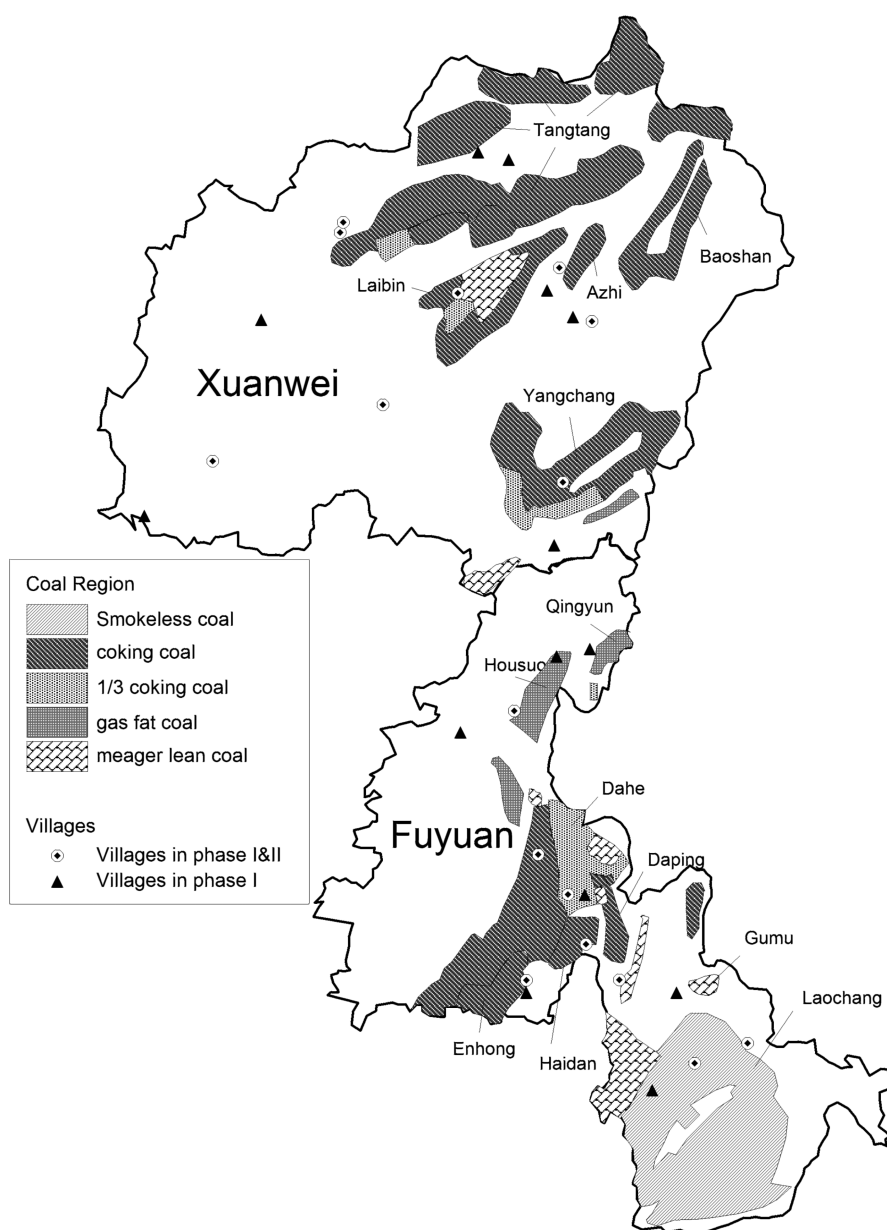 Tangtang
Baoshan
Laibin
Azhi
Xuanwei
Yangchang
Coal Region
Smokeless coal
coking coal
1/3 coking coal
gas fat coal
meager lean coal
Villages
Villages in phase I&II
Villages in phase I
Qingyun
Housuo
Dahe
Fuyuan
Daping
Gumu
Laochang
Enhong
Haidan